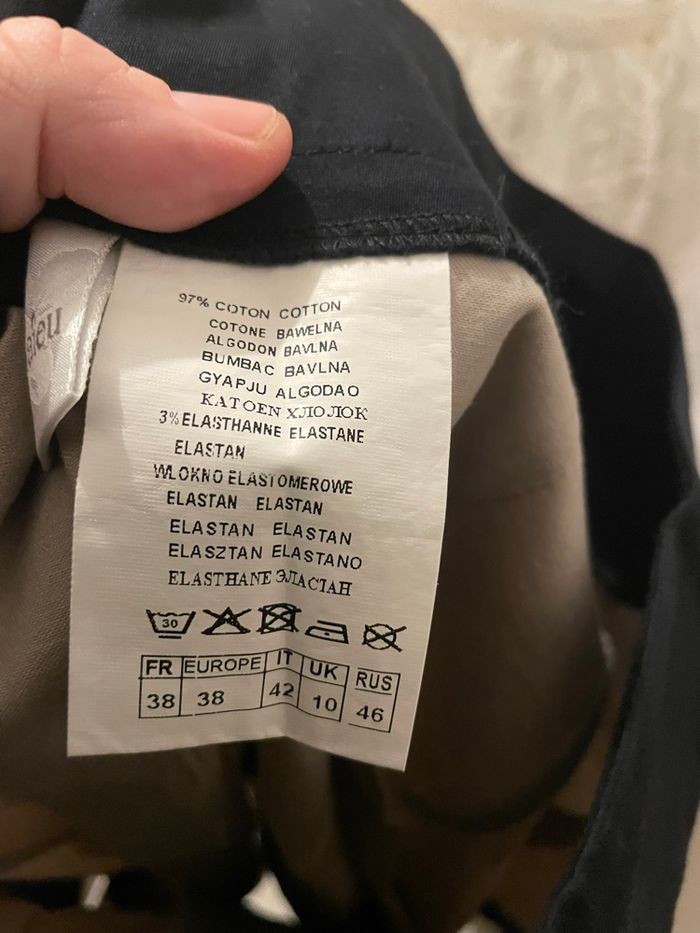 97% COTON COTTON
COTONE BAWELNA
ALGODON BAVLNA
BUMBAC BAVLNA
GYAPJU ALGODAO
KATOEN ХЛОЛОК
3% ELASTHANNE ELASTANE
ELASTAN
WLOKNO ELASTOMEROWE
ELASTAN ELASTAN
ELASTAN ELASTAN
ELASZTAN ELASTANO
ELASTHANE ЭЛАСТАН
30
FR EUROPE IT UK RUS
38 38 42 10 46